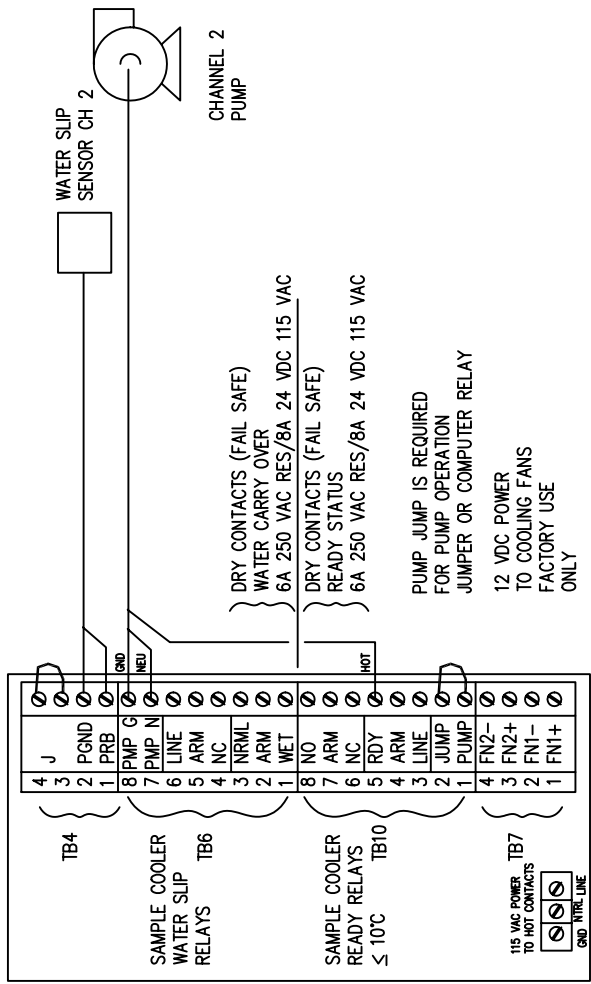 CHANNEL 2
PUMP
WATER SLIP
SENSOR CH 2
DRY CONTACTS (FAIL SAFE)
WATER CARRY OVER
6A 250 VAC RES/8A 24 VDC 115 VAC
DRY CONTACTS (FAIL SAFE)
READY STATUS
6A 250 VAC RES/8A 24 VDC 115 VAC
PUMP JUMP IS REQUIRED
FOR PUMP OPERATION
JUMPER OR COMPUTER RELAY
12 VDC POWER
TO COOLING FANS
FACTORY USE
ONLY
GND
NEU
HOT
4
3 J
2 PGND
1 PRB
8 PMP G
7 PMP N
6 LINE
5 ARM
4 NC
3 NRML
2 ARM
1 WET
8 NO
7 ARM
6 NC
5 RDY
4 ARM
3 LINE
2 JUMP
1 PUMP
4 FN2-
3 FN2+
2 FN1-
1 FN1+
TB4
TB6
TB10
TB7
SAMPLE COOLER
WATER SLIP
RELAYS
SAMPLE COOLER
READY RELAYS
≤ 10°C
115 VAC POWER
TO HOT CONTACTS
GND NTRL LINE